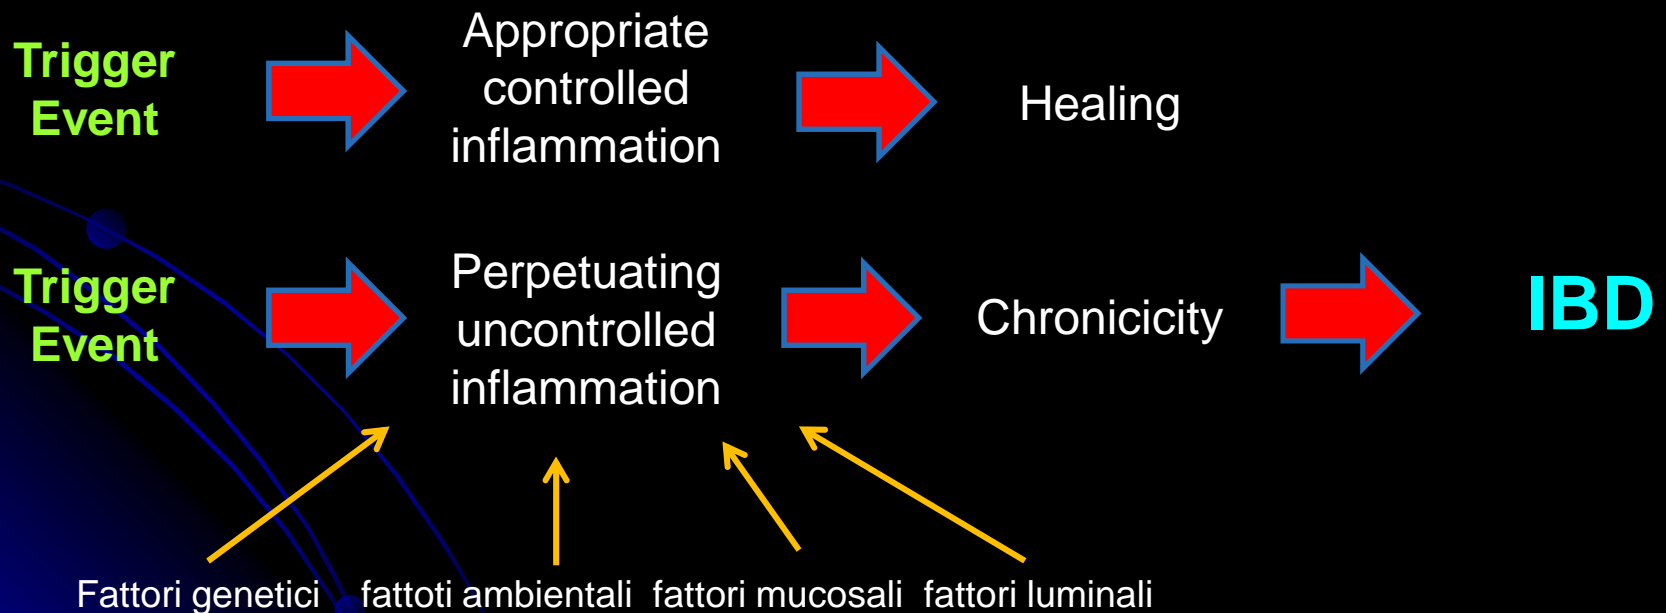 Trigger
Event
Appropriate
controlled
inflammation
Healing
Trigger
Event
Perpetuating
uncontrolled
inflammation
Chronicicity
IBD
Fattori genetici fattoti ambientali fattori mucosali fattori luminali